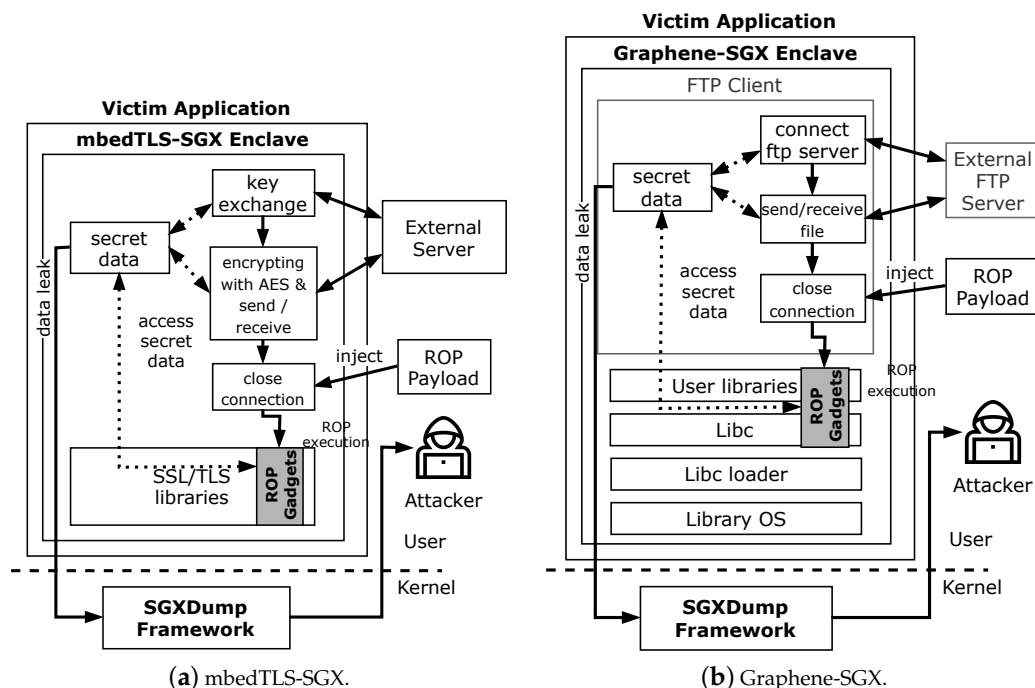 Victim Application
mbedTLS-SGX Enclave
key
exchange
secret
data
External
Server
encrypting
with AES &
send /
receive
data leak
access
secret
data
inject
ROP
Payload
close
connection
ROP
execution
SSL/TLS
libraries
ROP
Gadgets
Attacker
User
Kernel
SGXDump
Framework
(a) mbedTLS-SGX.
Victim Application
Graphene-SGX Enclave
FTP Client
connect
ftp server
secret
data
External
FTP
Server
send/receive
file
data leak
access
secret
data
inject
ROP
Payload
close
connection
ROP
execution
User libraries
ROP
Gadgets
Libc
Libc loader
Library OS
Attacker
User
Kernel
SGXDump
Framework
(b) Graphene-SGX.